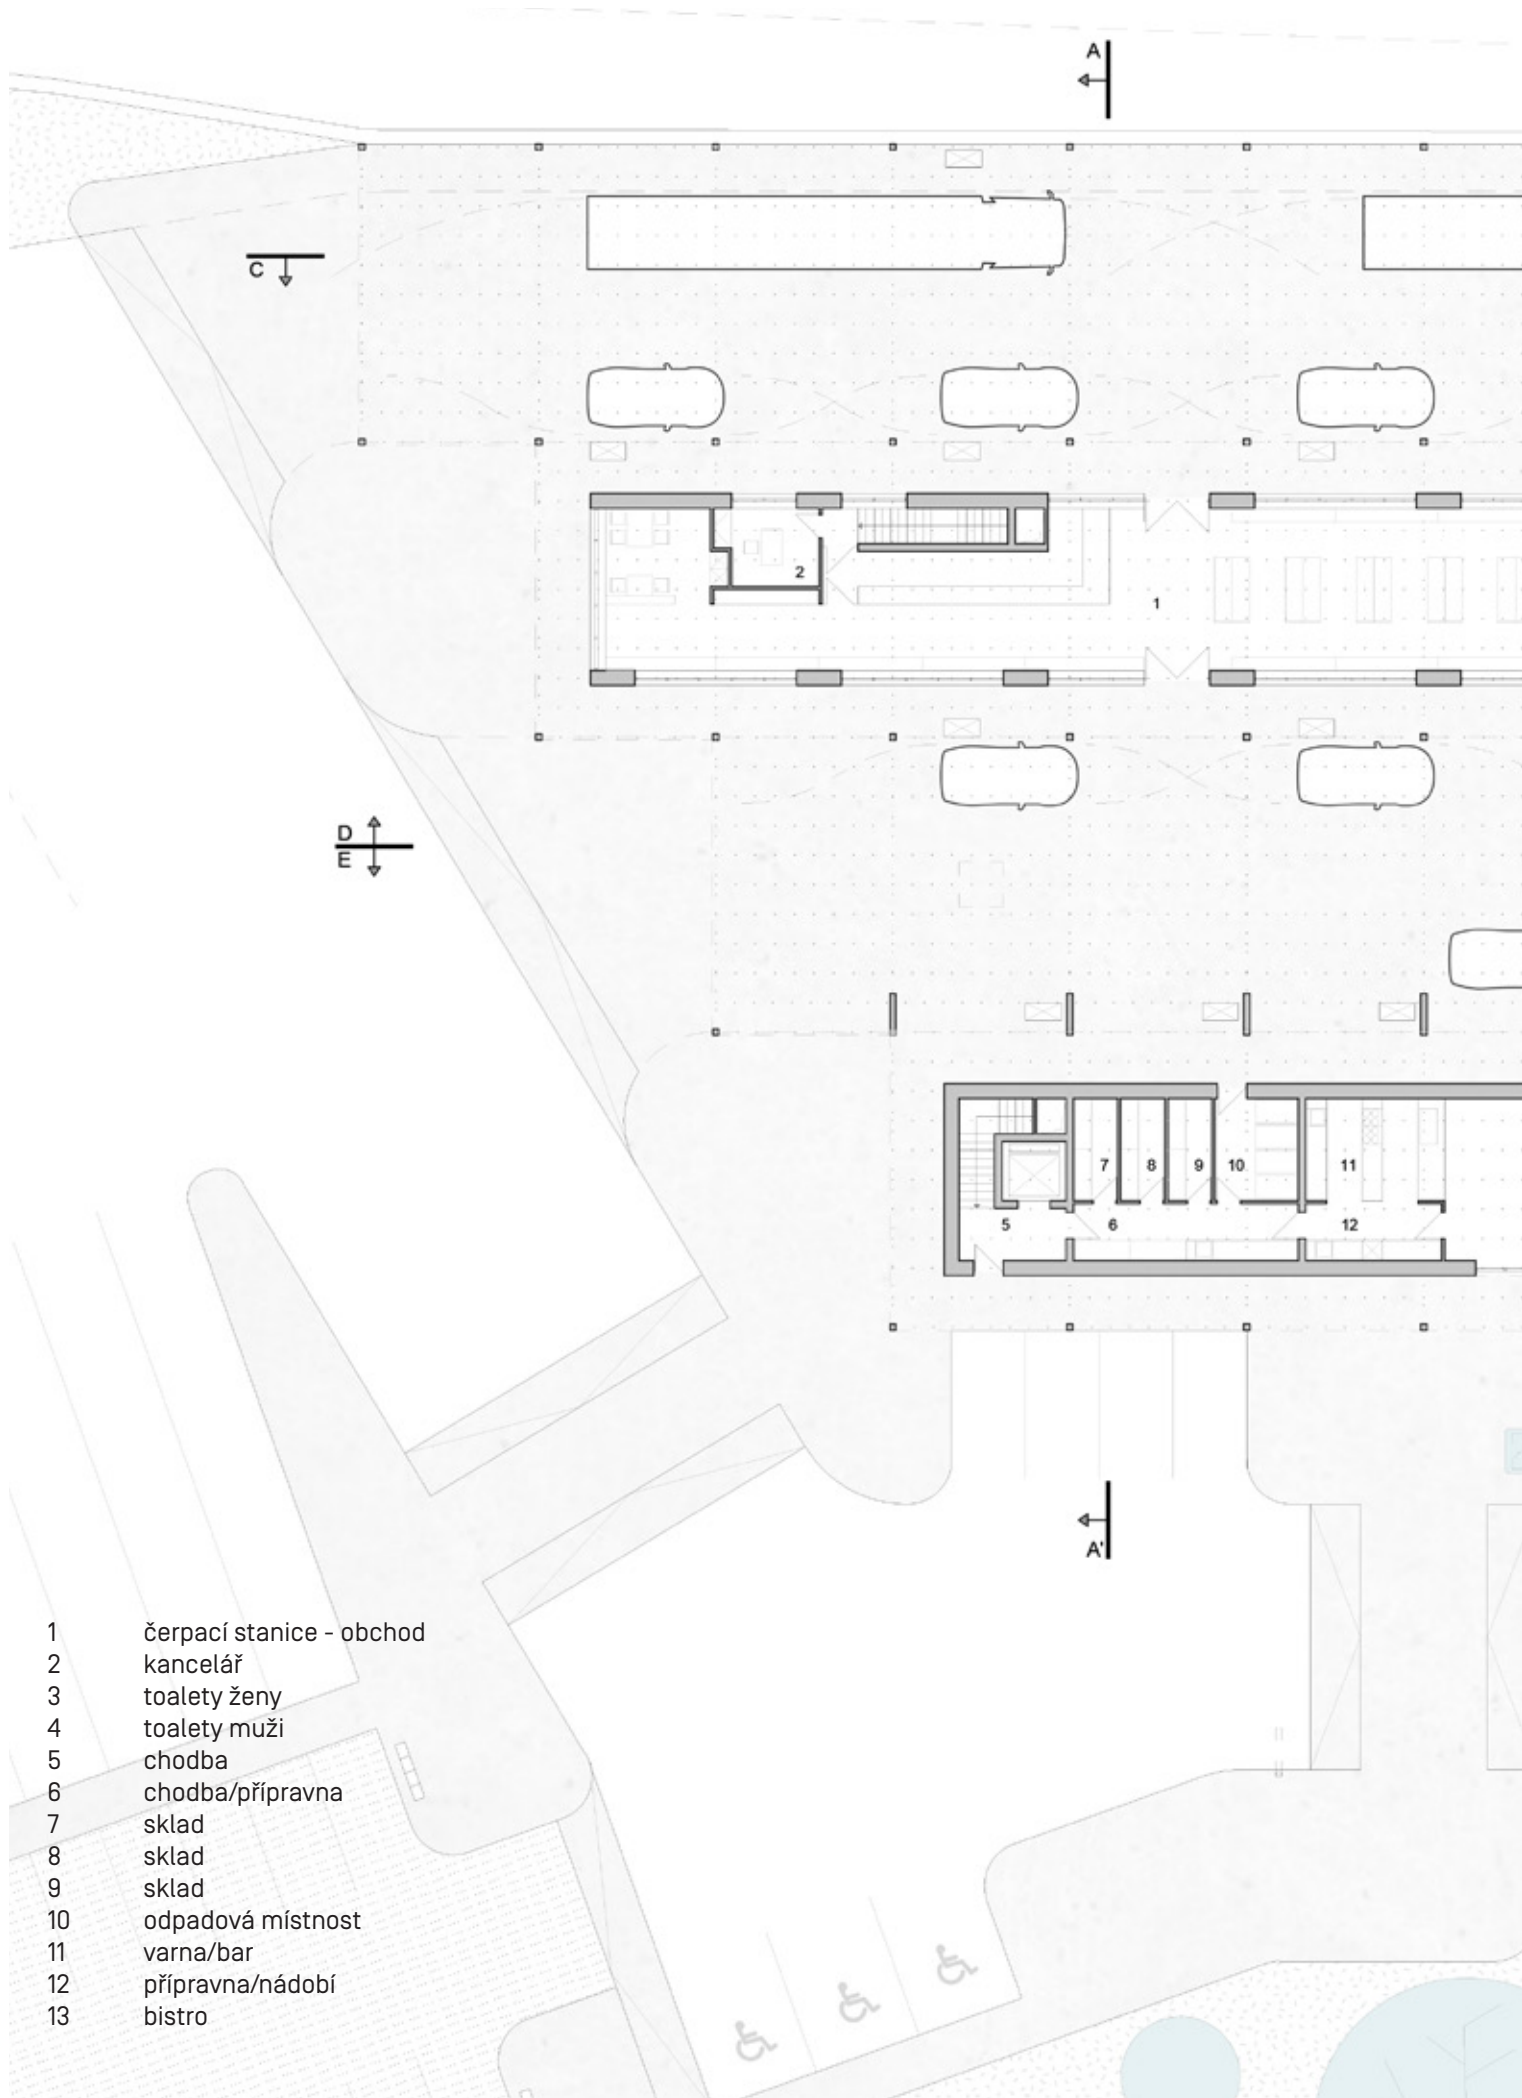 A
C
2
1
D
E
7 8 9 10 11
5 6 12
A'
1 čerpací stanice - obchod
2 kancelář
3 toalety ženy
4 toalety muži
5 chodba
6 chodba/přípravna
7 sklad
8 sklad
9 sklad
10 odpadová místnost
11 varna/bar
12 přípravna/nádobí
13 bistro